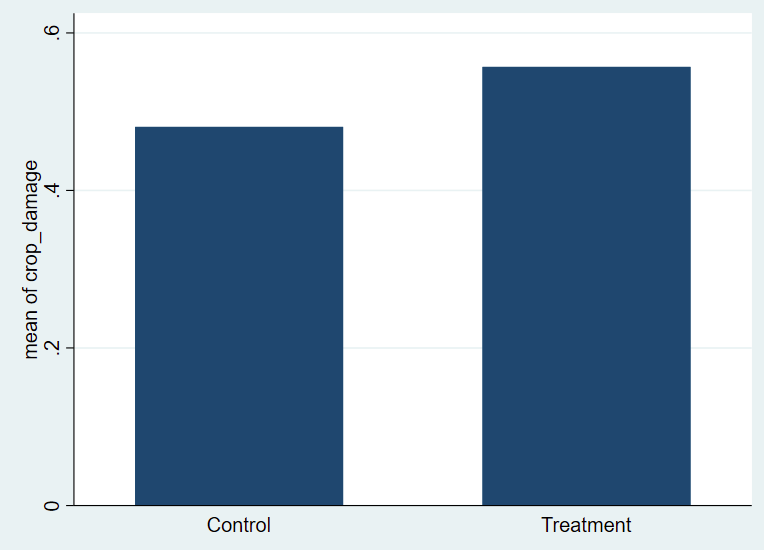 mean of crop_damage
.6
.4
.2
0
Control
Treatment